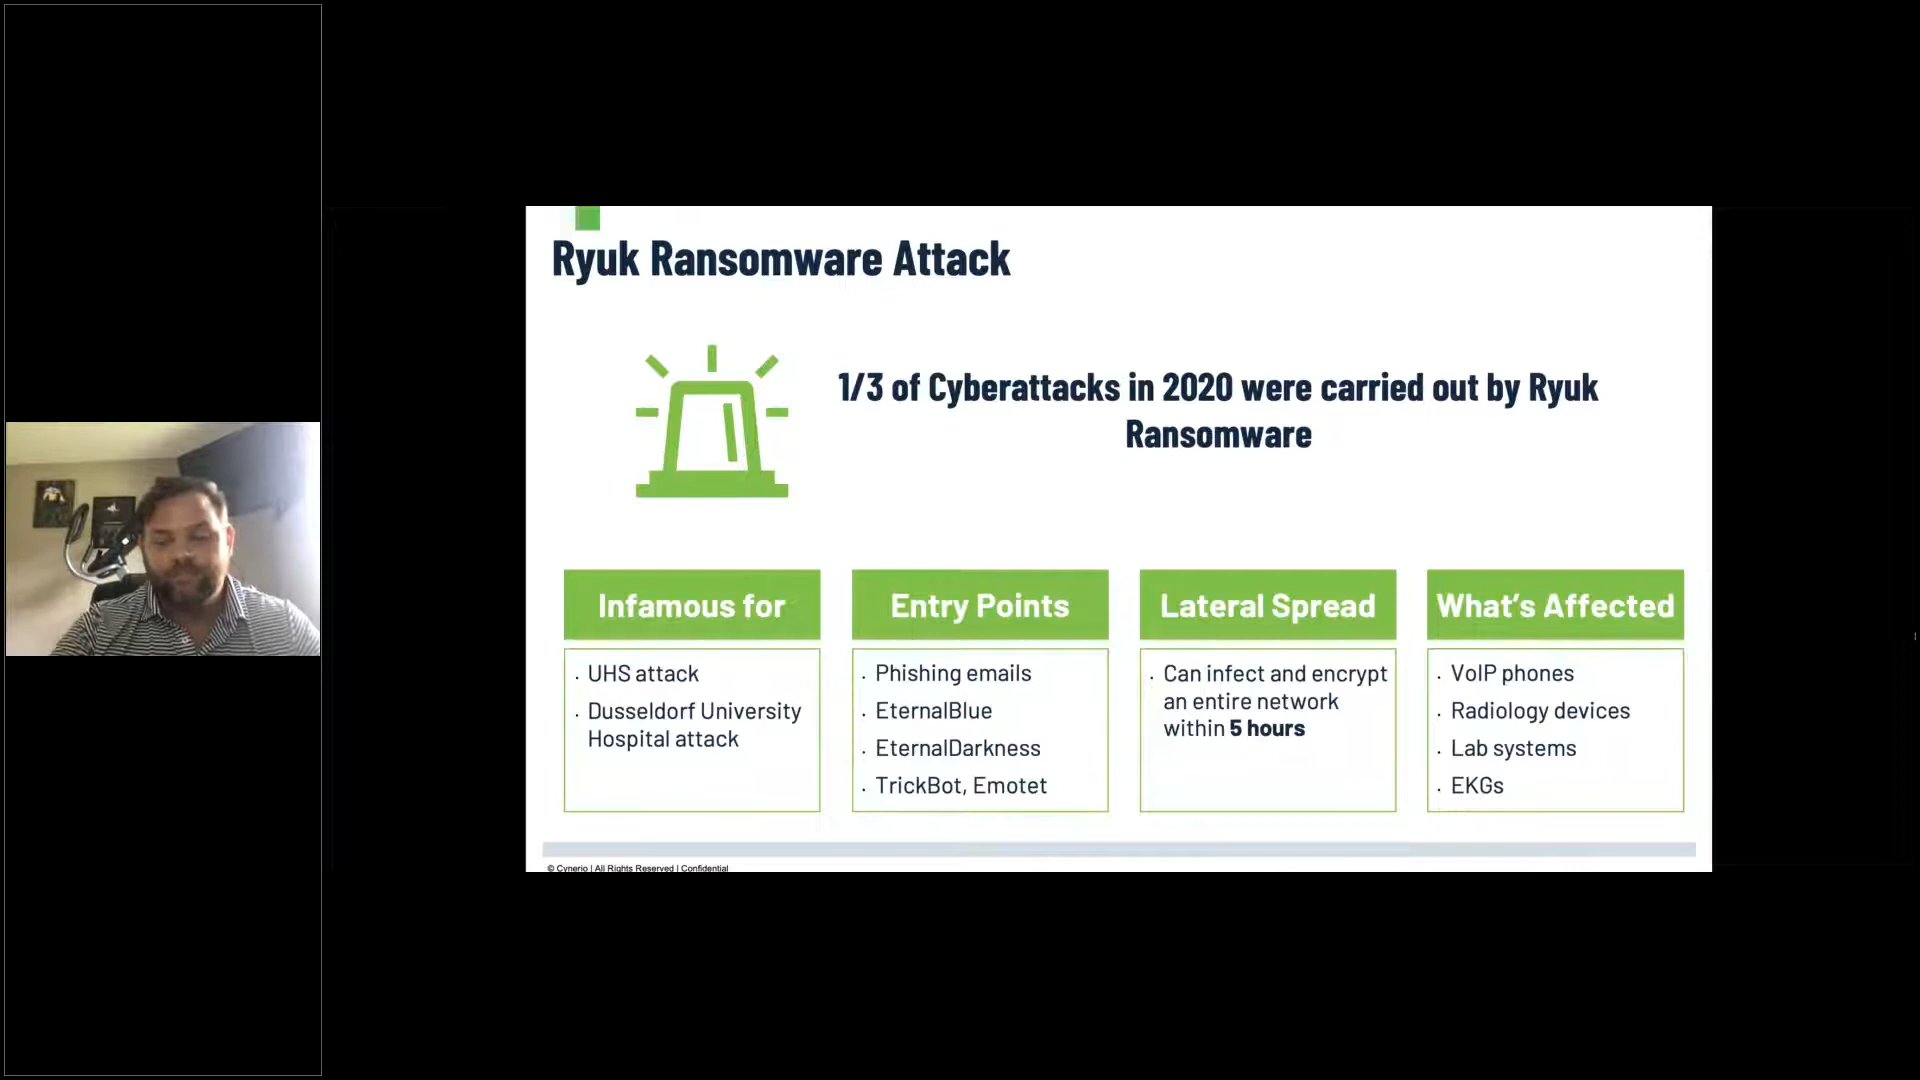 Ryuk Ransomware Attack
1/3 of Cyberattacks in 2020 were carried out by Ryuk
Ransomware
Infamous for
· UHS attack
· Dusseldorf University
Hospital attack
Entry Points
· Phishing emails
· EternalBlue
· EternalDarkness
· TrickBot, Emotet
Lateral Spread
· Can infect and encrypt
an entire network
within 5 hours
What's Affected
· VoIP phones
· Radiology devices
· Lab systems
· EKGs
© Cynerio | All Rights Reserved | Confidential